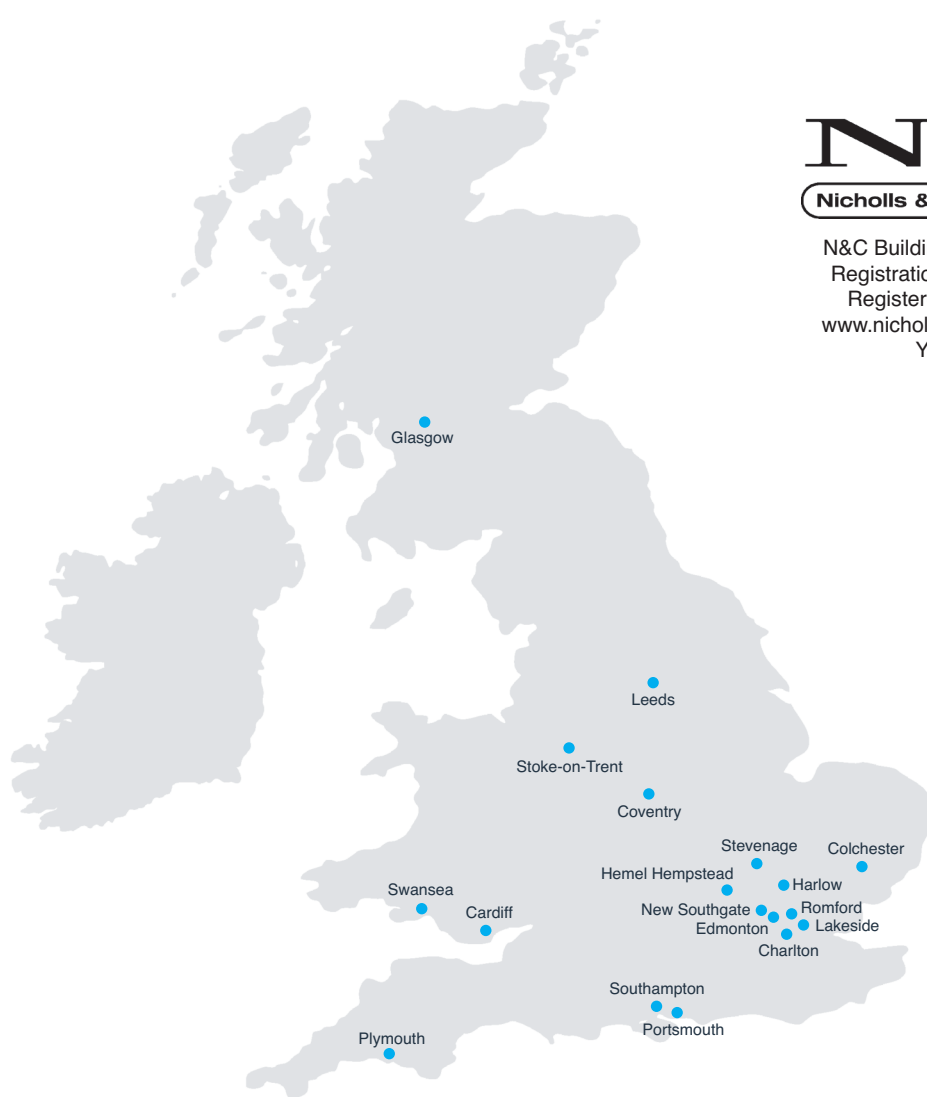 N
Nicholls &
N&C Buildi
Registratio
Register
www.nichol
Y
Glasgow
Leeds
Stoke-on-Trent
Coventry
Stevenage
Colchester
Hemel Hempstead
Harlow
Swansea
Cardiff
New Southgate
Romford
Edmonton
Lakeside
Charlton
Southampton
Portsmouth
Plymouth